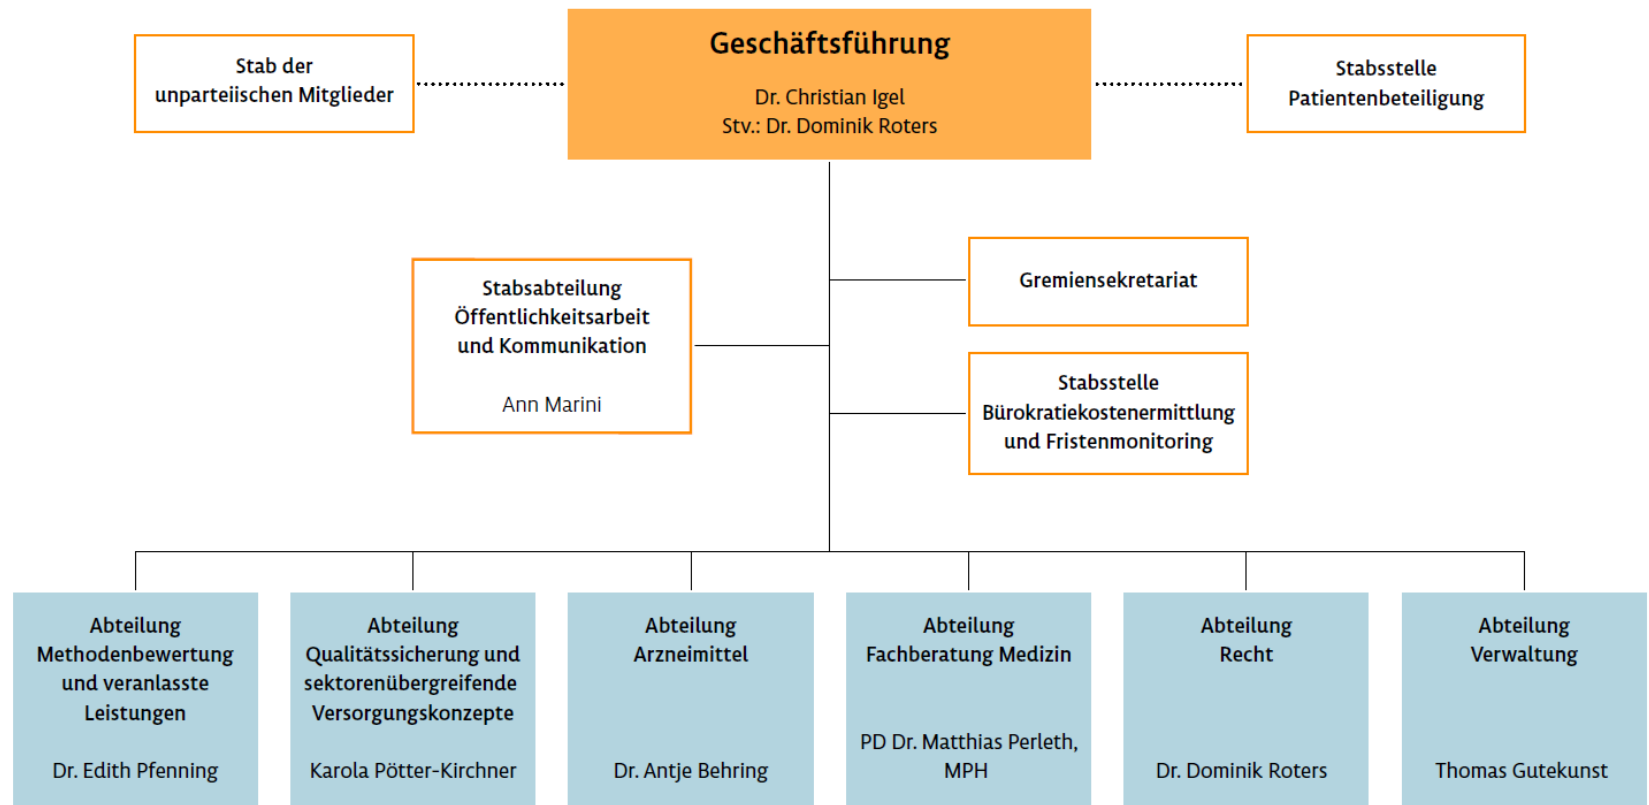 Geschäftsführung
Dr. Christian Igel
Stv.: Dr. Dominik Roters
Stab der
unparteiischen Mitglieder
Stabsstelle
Patientenbeteiligung
Stabsabteilung
Öffentlichkeitsarbeit
und Kommunikation
Ann Marini
Gremiensekretariat
Stabsstelle
Bürokratiekostenermittlung
und Fristenmonitoring
Abteilung
Methodenbewertung
und veranlasste
Leistungen
Dr. Edith Pfenning
Abteilung
Qualitätssicherung und
sektorenübergreifende
Versorgungskonzepte
Karola Pötter-Kirchner
Abteilung
Arzneimittel
Dr. Antje Behring
Abteilung
Fachberatung Medizin
PD Dr. Matthias Perleth,
MPH
Abteilung
Recht
Dr. Dominik Roters
Abteilung
Verwaltung
Thomas Gutekunst